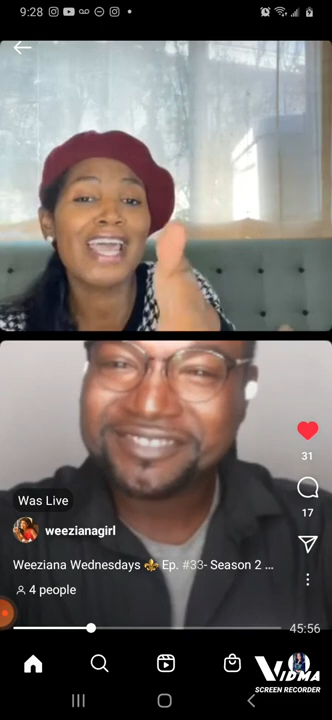 9:28
Was Live
weezianagirl
Weeziana Wednesdays ⚜️ Ep. #33- Season 2 ...
4 people
31
17
45:56
VIDMA
SCREEN RECORDER